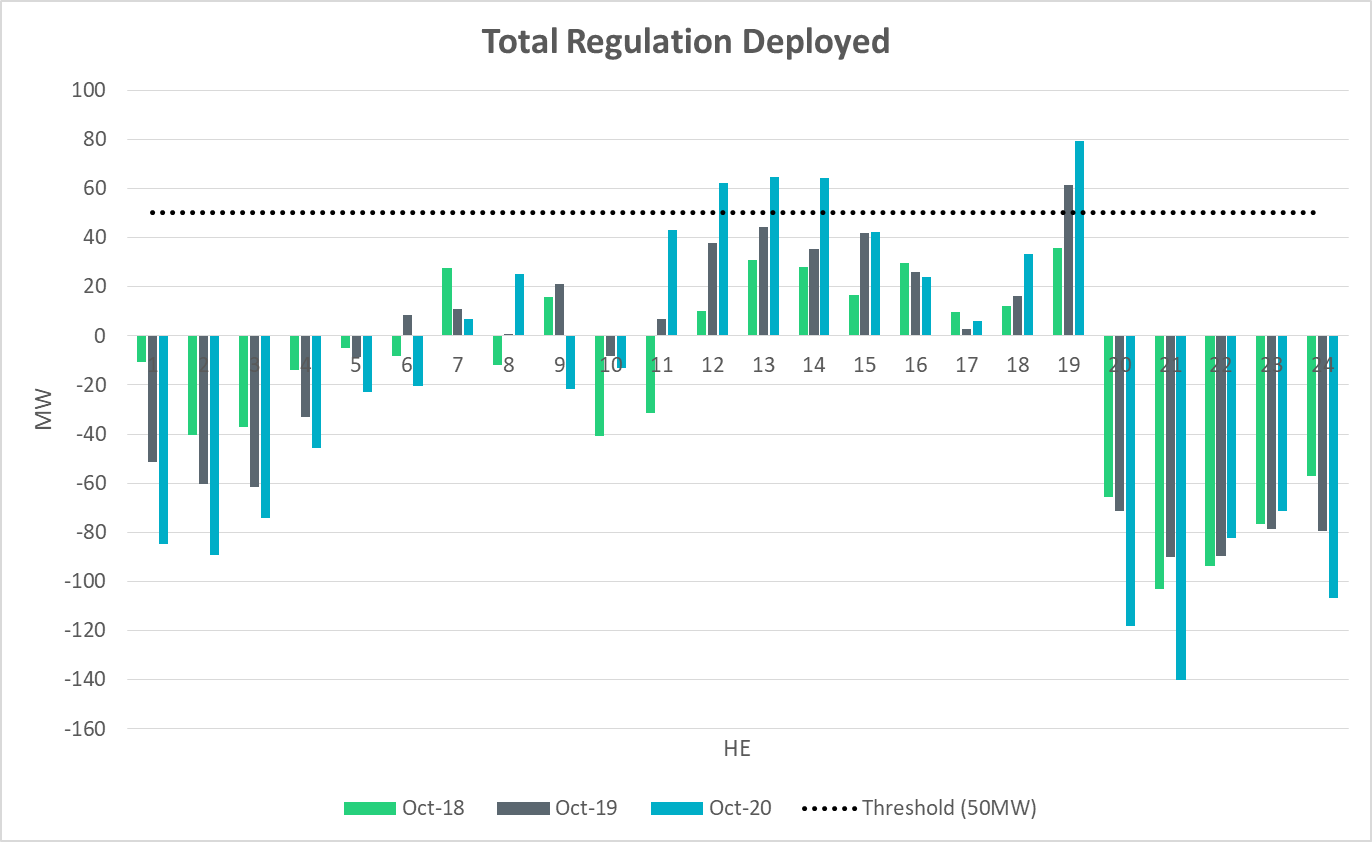 Total Regulation Deployed
100
80
60
40
20
0
-20
-40
-60
-80
-100
-120
-140
-160
MW
1 2 3 4 5 6 7 8 9 10 11 12 13 14 15 16 17 18 19 20 21 22 23 24
HE
Oct-18 Oct-19 Oct-20 Threshold (50MW)